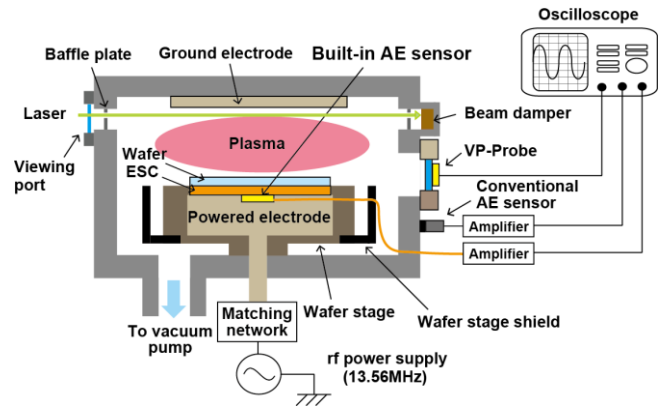 Oscilloscope
Baffle plate
Ground electrode
Built-in AE sensor
Laser
Beam damper
Plasma
Viewing
port
Wafer
ESC
VP-Probe
Conventional
AE sensor
Powered electrode
Amplifier
Amplifier
Matching
network
Wafer stage
Wafer stage shield
To vacuum
pump
rf power supply
(13.56MHz)